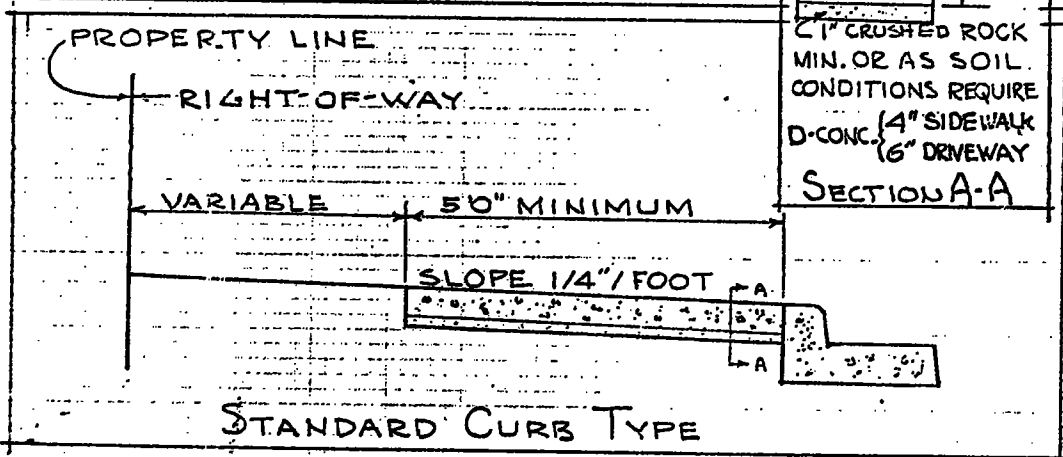 PROPERTY LINE
RIGHT-OF-WAY
VARIABLE
5'0" MINIMUM
SLOPE 1/4"/FOOT
A
A
STANDARD CURB TYPE
C 1" CRUSHED ROCK
MIN. OR AS SOIL
CONDITIONS REQUIRE
D-CONC. { 4" SIDEWALK
6" DRIVEWAY
SECTION A-A